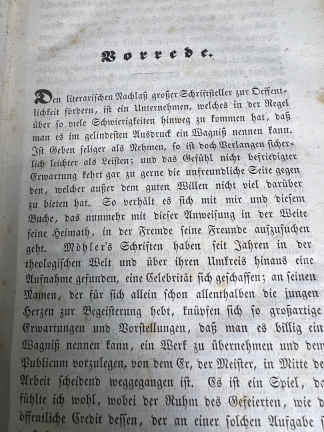 Vorrede.
Den literarischen Nachlaß großer Schriftsteller zur Oeffent-
lichkeit fördern, ist ein Unternehmen, welches in der Regel
über so viele Schwierigkeiten hinweg zu kommen hat, daß
man es im gelindesten Ausdruck ein Wagniß nennen kann.
Ist Geben seliger als Nehmen, so ist doch Verlangen sicher-
lich leichter als Leisten; und das Gefühl nicht befriedigter
Erwartung kehrt gar zu gerne die unfreundliche Seite gegen
den, welcher außer dem guten Willen nicht viel darüber
zu bieten hat. So verhält es sich mit mir und diesem
Buche, das nunmehr mit dieser Anweisung in der Weite
seine Heimath, in der Fremde seine Freunde aufzusuchen
geht. Möhler's Schriften haben seit Jahren in der
theologischen Welt und über ihren Umkreis hinaus eine
Aufnahme gefunden, eine Celebrität sich geschaffen; an seinen
Namen, der für sich allein schon allenthalben die jungen
Herzen zur Begeisterung hebt, knüpfen sich so großartige
Erwartungen und Vorstellungen, daß man es billig ein
Wagniß nennen kann, ein Werk zu übernehmen und dem
Publicum vorzulegen, von dem Er, der Meister, in Mitte de
Arbeit scheidend weggegangen ist. Es ist ein Spiel, da
fühle ich wohl, wobei der Ruhm des Gefeierten, wie d
öffentliche Credit dessen, der an einer solchen Aufgabe